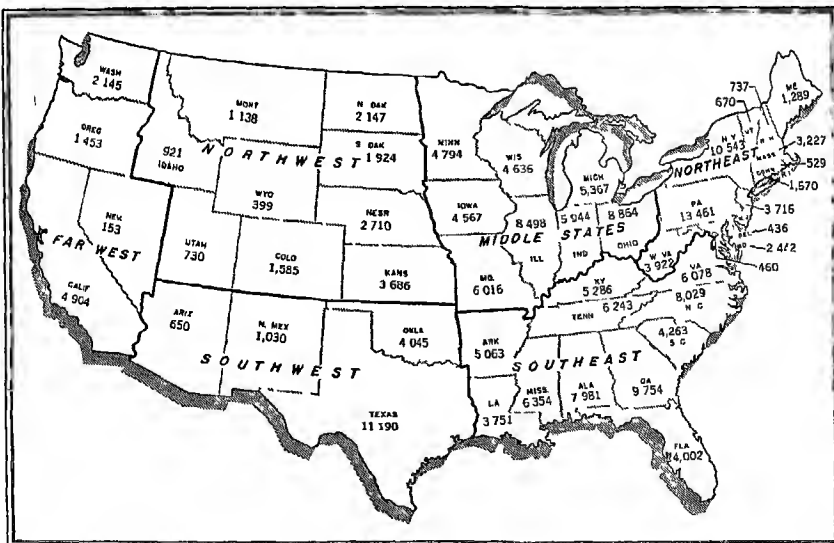 WASH
2 145
OREG
1 453
MONT
1 138
921
IDAHO
N DAK
2 147
S DAK
1 924
NORTHWEST
WYO
399
NEBR
2 710
NEV.
153
UTAH
730
COLO
1,585
KANS
3 686
FAR WEST
CALIF
4 904
ARIZ
650
N. MEX
1,030
OKLA
4 045
SOUTHWEST
TEXAS
11 190
MINN
4 794
WIS
4 636
MICH
5,367
IOWA
4 567
8 498
ILL
5 944
IND
8 864
OHIO
MIDDLE STATES
MO.
6 016
ME
1,289
737
670
N.Y
10 543
VT
N H
3,227
MASS
529
CONN
R I
1,670
NORTHEAST
PA
13 461
3 716
N J
436
DEL
MD
460
W VA
3 922
VA
6 078
KY
5 286
6 243
TENN
8,029
N C
4,263
S C
ARK
5 063
SOUTHEAST
LA
3 751
MISS.
6 354
ALA
7 981
GA
9 754
FLA
4,002